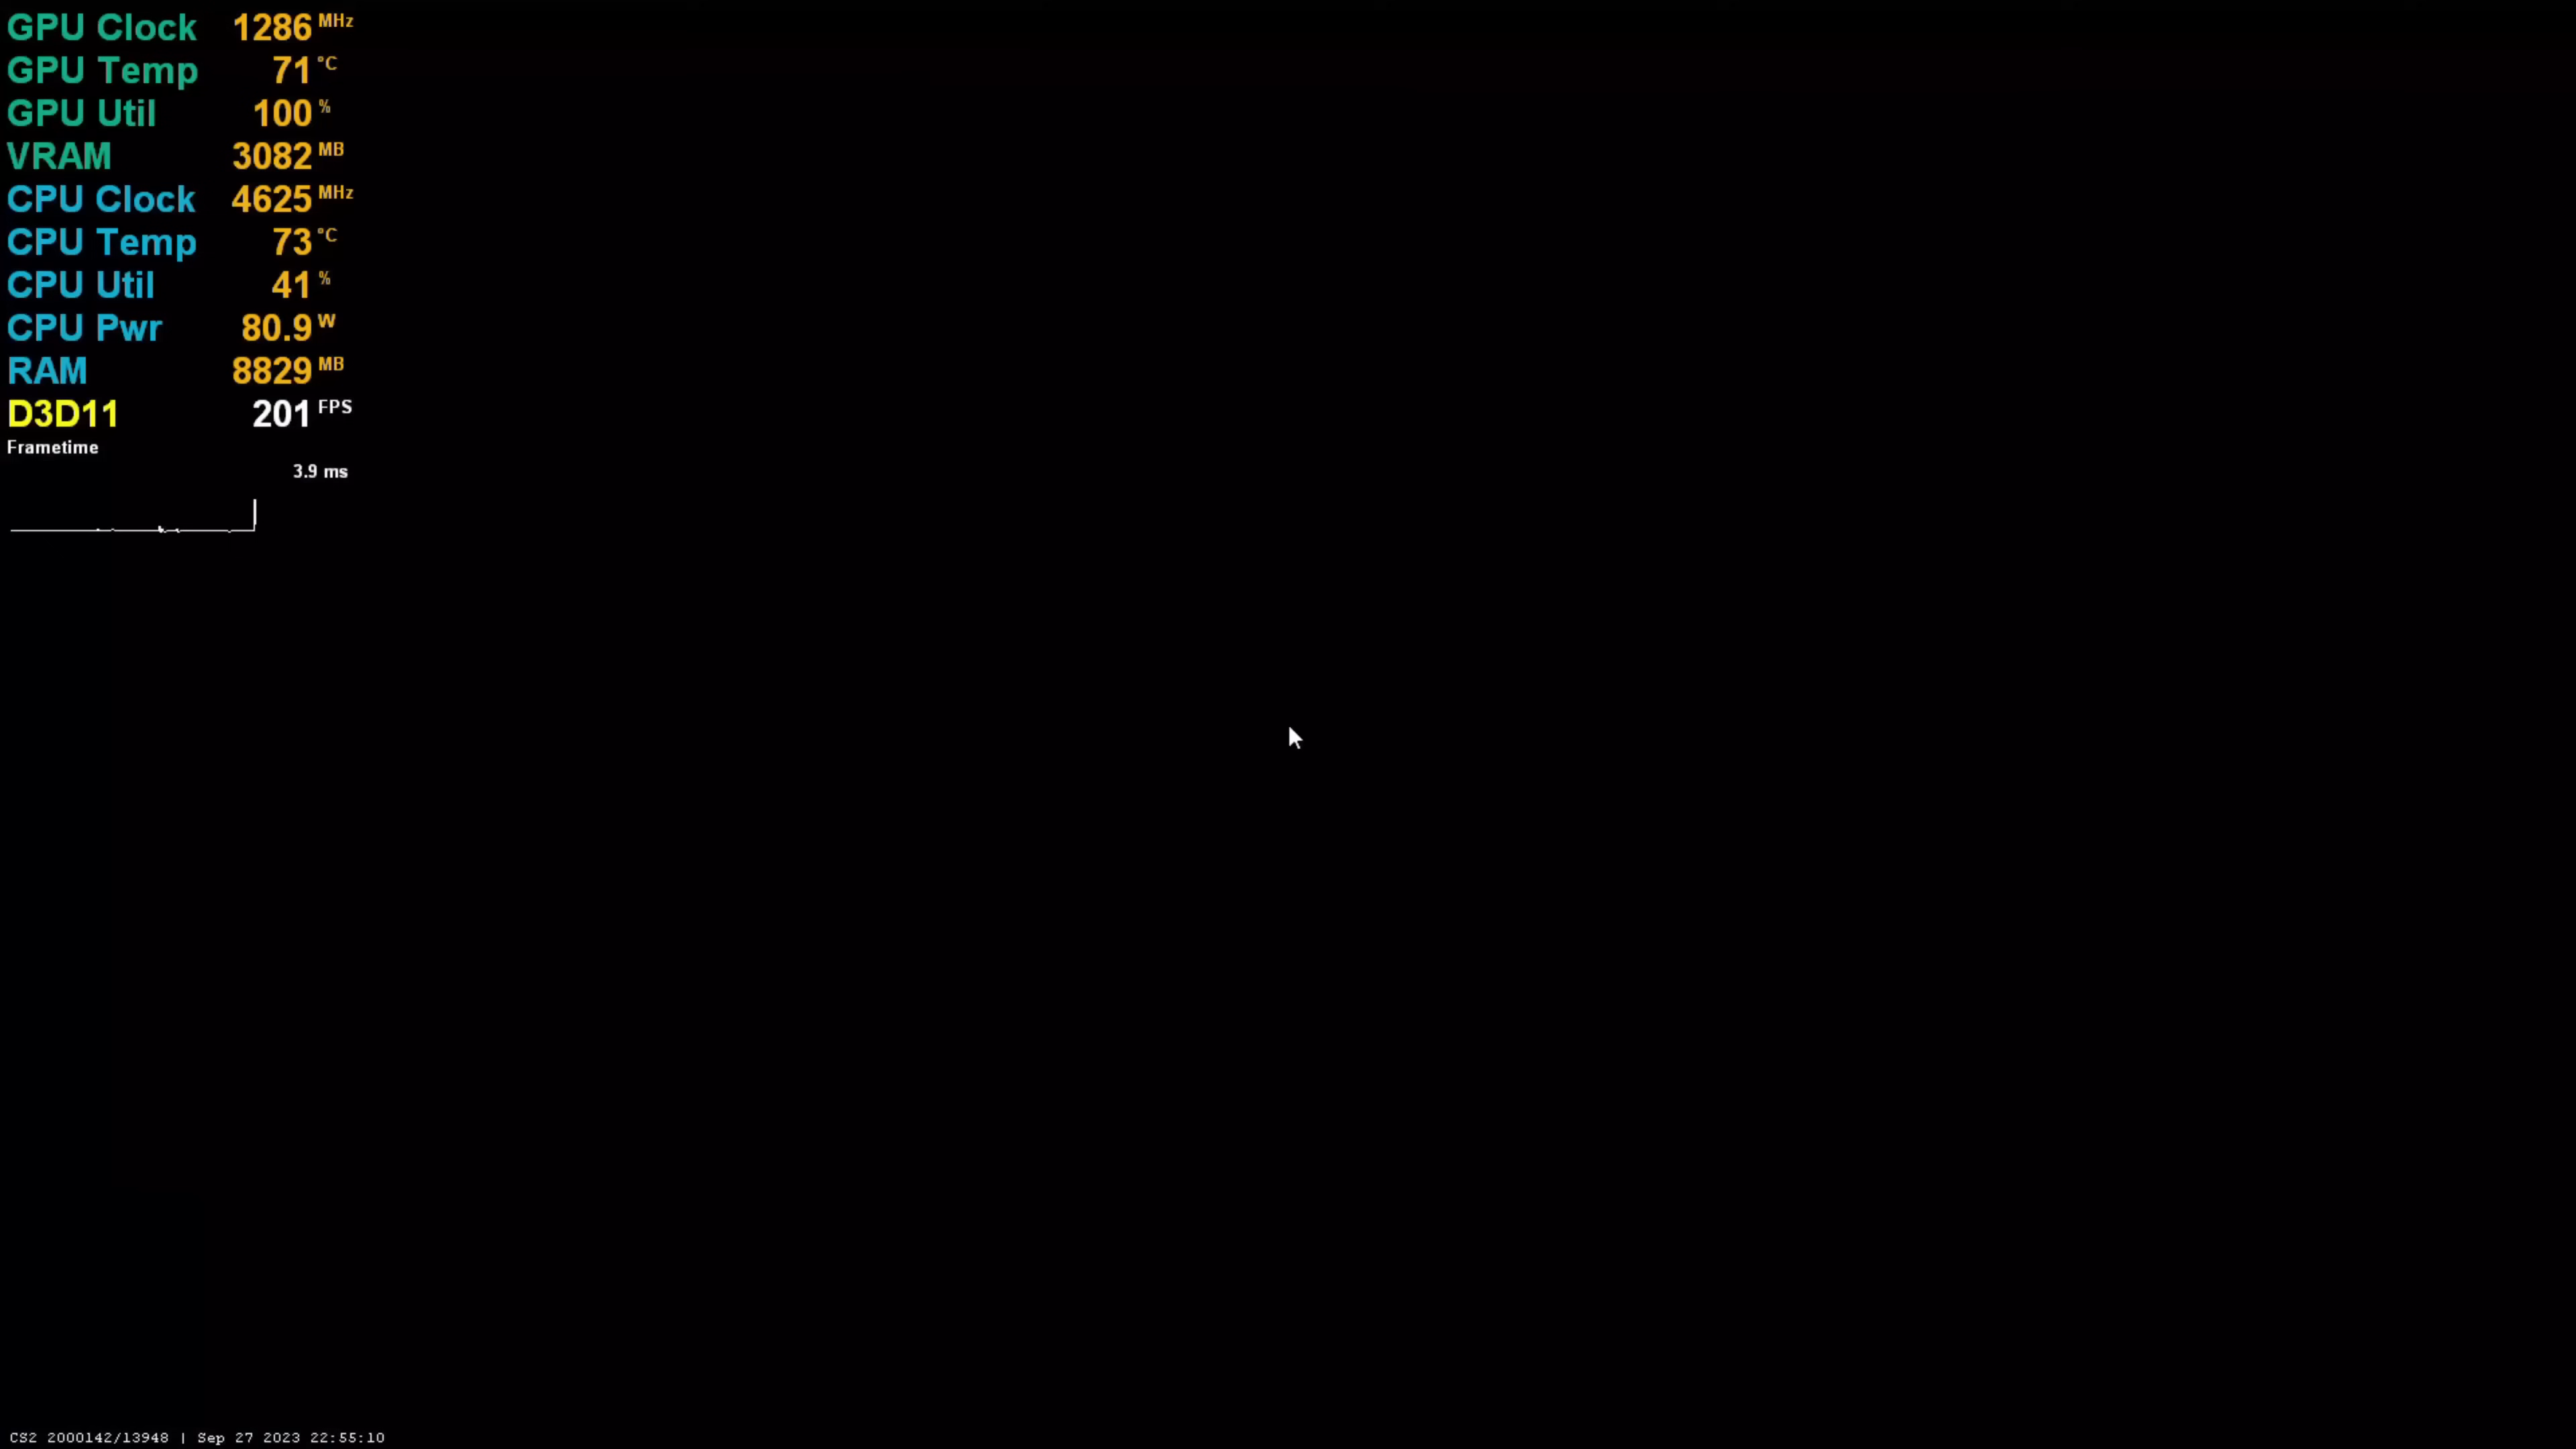 GPU Clock 1286 MHz
GPU Temp 71 °C
GPU Util 100 %
VRAM 3082 MB
CPU Clock 4625 MHz
CPU Temp 73 °C
CPU Util 41 %
CPU Pwr 80.9 W
RAM 8829 MB
D3D11 201 FPS
Frametime
3.9 ms
CS2 2000142/13948 | Sep 27 2023 22:55:10